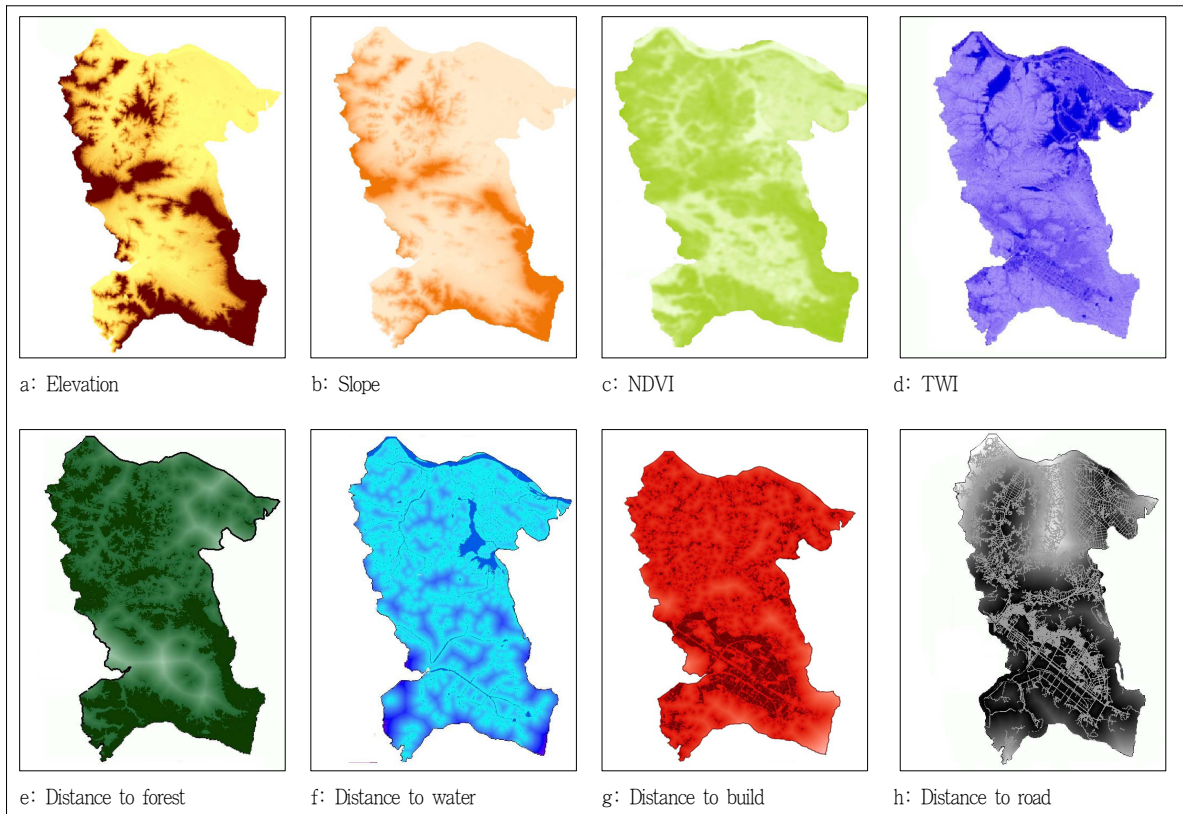 a: Elevation
b: Slope
c: NDVI
d: TWI
e: Distance to forest
f: Distance to water
g: Distance to build
h: Distance to road